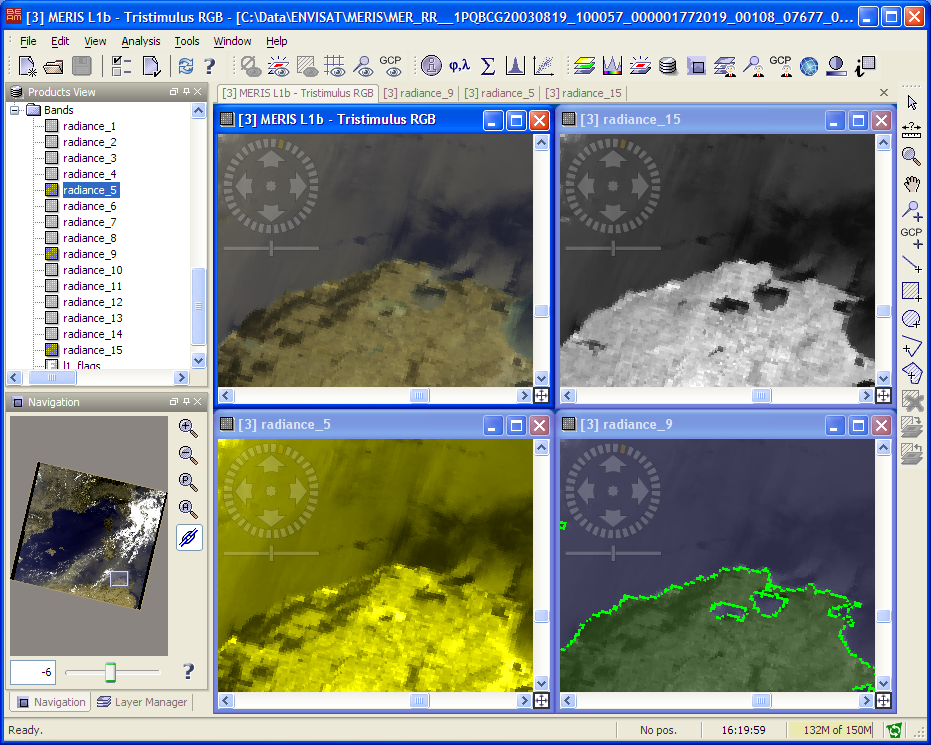 [3] MERIS L1b - Tristimulus RGB - [C:\Data\ENVISAT\MERIS\MER_RR__1PQBCG20030819_100057_000001772019_00108_07677_0...
File Edit View Analysis Tools Window Help
? GCP φ,λ Σ GCP i
Products View
[3] MERIS L1b - Tristimulus RGB [3] radiance_9 [3] radiance_5 [3] radiance_15
Bands
radiance_1
radiance_2
radiance_3
radiance_4
radiance_5
radiance_6
radiance_7
radiance_8
radiance_9
radiance_10
radiance_11
radiance_12
radiance_13
radiance_14
radiance_15
l1_flags
[3] MERIS L1b - Tristimulus RGB
[3] radiance_15
GCP
Navigation
[3] radiance_5
[3] radiance_9
P
A
-6
?
Navigation Layer Manager
Ready. No pos. 16:19:59 132M of 150M